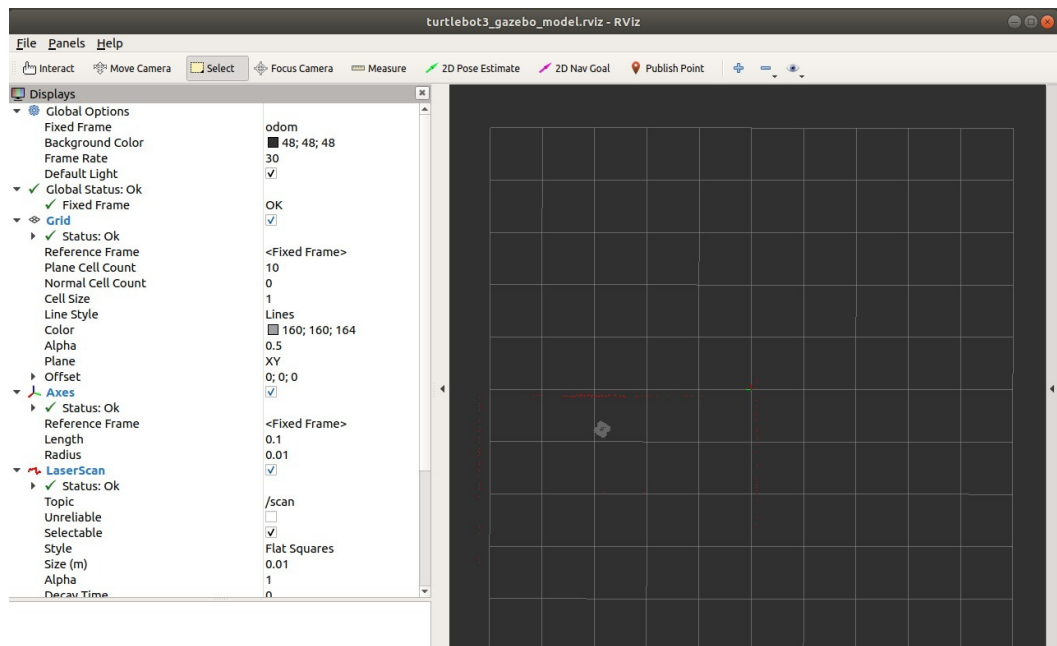 turtlebot3_gazebo_model.rviz - RViz
File Panels Help
Interact Move Camera Select Focus Camera Measure 2D Pose Estimate 2D Nav Goal Publish Point
Displays
Global Options
Fixed Frame odom
Background Color 48; 48; 48
Frame Rate 30
Default Light
Global Status: Ok
Fixed Frame OK
Grid
Status: Ok
Reference Frame <Fixed Frame>
Plane Cell Count 10
Normal Cell Count 0
Cell Size 1
Line Style Lines
Color 160; 160; 164
Alpha 0.5
Plane XY
Offset 0; 0; 0
Axes
Status: Ok
Reference Frame <Fixed Frame>
Length 0.1
Radius 0.01
LaserScan
Status: Ok
Topic /scan
Unreliable
Selectable
Style Flat Squares
Size (m) 0.01
Alpha 1
Decay Time 0